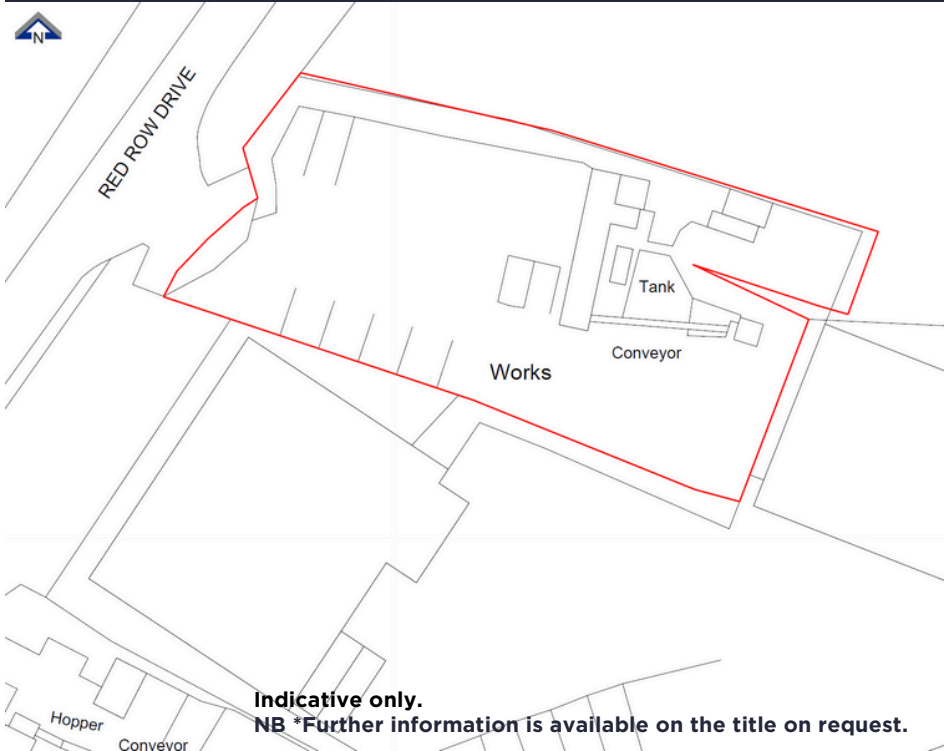 N
RED ROW DRIVE
Tank
Conveyor
Works
Indicative only.
NB *Further information is available on the title on request.
Hopper
Conveyor